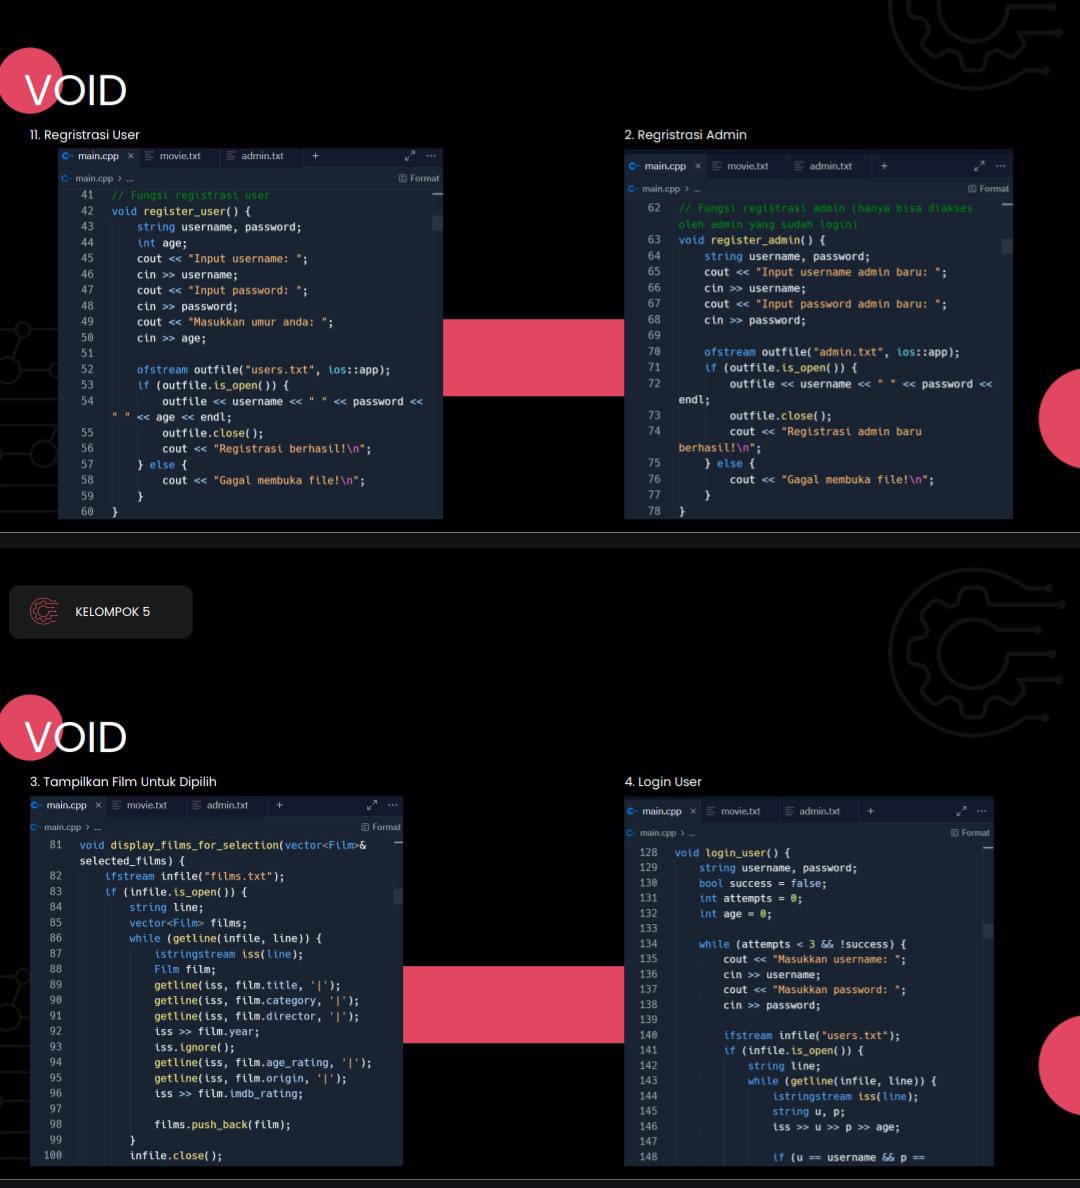 VOID
11. Regristrasi User
main.cpp × movie.txt admin.txt +
main.cpp > ... Format
41 // Fungsi registrasi user
42 void register_user() {
43 string username, password;
44 int age;
45 cout << "Input username: ";
46 cin >> username;
47 cout << "Input password: ";
48 cin >> password;
49 cout << "Masukkan umur anda: ";
50 cin >> age;
51
52 ofstream outfile("users.txt", ios::app);
53 if (outfile.is_open()) {
54 outfile << username << " " << password <<
" " << age << endl;
55 outfile.close();
56 cout << "Registrasi berhasil!\n";
57 } else {
58 cout << "Gagal membuka file!\n";
59 }
60 }
2. Regristrasi Admin
main.cpp × movie.txt admin.txt +
main.cpp > ... Format
62 // Fungsi registrasi admin (hanya bisa diakses
oleh admin yang sudah login)
63 void register_admin() {
64 string username, password;
65 cout << "Input username admin baru: ";
66 cin >> username;
67 cout << "Input password admin baru: ";
68 cin >> password;
69
70 ofstream outfile("admin.txt", ios::app);
71 if (outfile.is_open()) {
72 outfile << username << " " << password <<
endl;
73 outfile.close();
74 cout << "Registrasi admin baru
berhasil!\n";
75 } else {
76 cout << "Gagal membuka file!\n";
77 }
78 }
KELOMPOK 5
VOID
3. Tampilkan Film Untuk Dipilih
main.cpp × movie.txt admin.txt +
main.cpp > ... Format
81 void display_films_for_selection(vector<Film>&
selected_films) {
82 ifstream infile("films.txt");
83 if (infile.is_open()) {
84 string line;
85 vector<Film> films;
86 while (getline(infile, line)) {
87 istringstream iss(line);
88 Film film;
89 getline(iss, film.title, '|');
90 getline(iss, film.category, '|');
91 getline(iss, film.director, '|');
92 iss >> film.year;
93 iss.ignore();
94 getline(iss, film.age_rating, '|');
95 getline(iss, film.origin, '|');
96 iss >> film.imdb_rating;
97
98 films.push_back(film);
99 }
100 infile.close();
4. Login User
main.cpp × movie.txt admin.txt +
main.cpp > ... Format
128 void login_user() {
129 string username, password;
130 bool success = false;
131 int attempts = 0;
132 int age = 0;
133
134 while (attempts < 3 && !success) {
135 cout << "Masukkan username: ";
136 cin >> username;
137 cout << "Masukkan password: ";
138 cin >> password;
139
140 ifstream infile("users.txt");
141 if (infile.is_open()) {
142 string line;
143 while (getline(infile, line)) {
144 istringstream iss(line);
145 string u, p;
146 iss >> u >> p >> age;
147
148 if (u == username && p ==